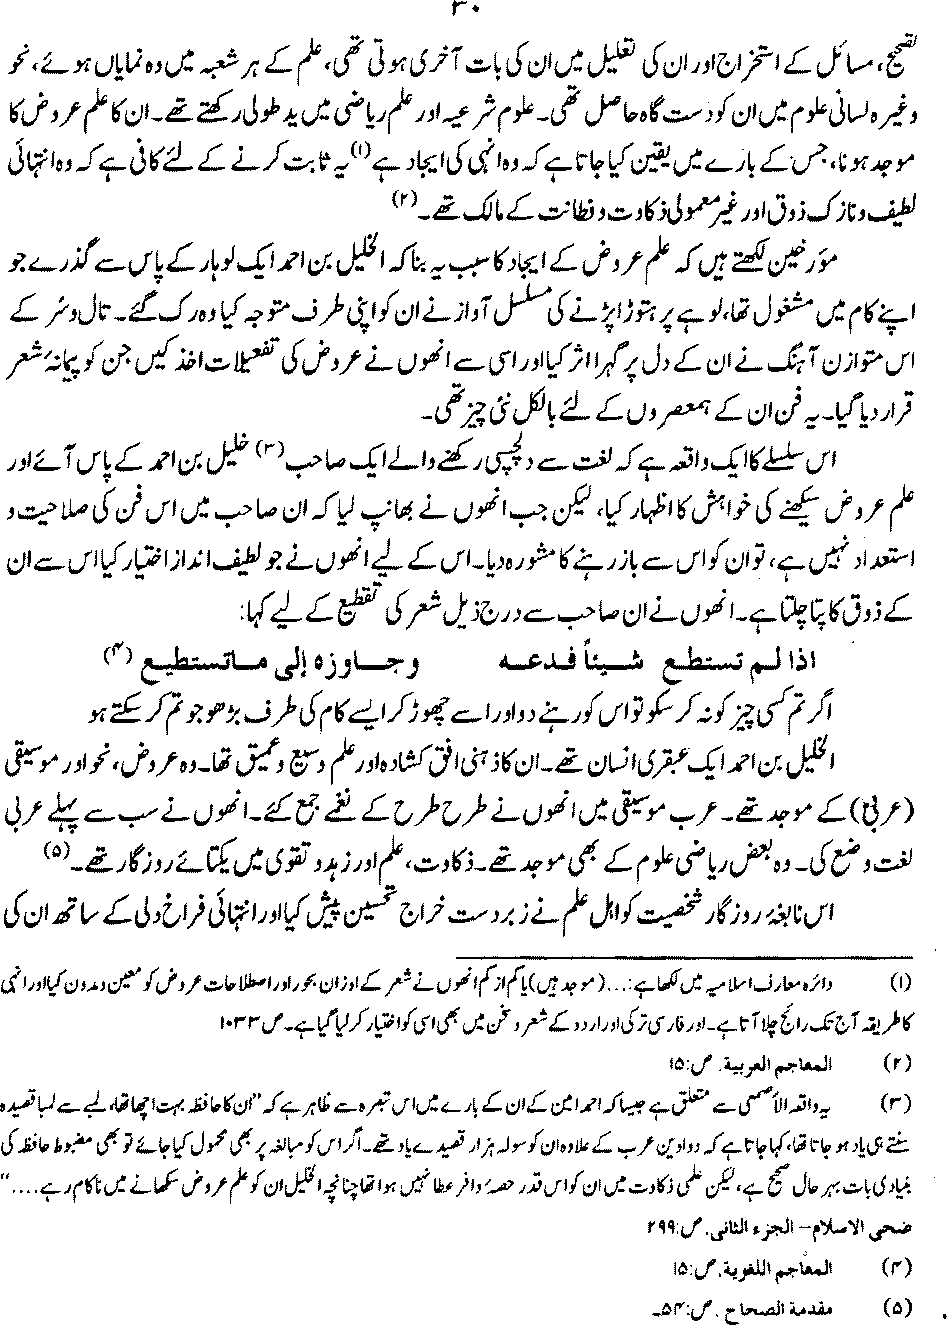 ۳۰
تصحیح، مسائل کے استخراج اور ان کی تعلیل میں ان کی بات آخری ہوتی تھی، علم کے ہر شعبہ میں وہ نمایاں ہوئے، نحو
وغیرہ لسانی علوم میں ان کو دست گاہ حاصل تھی۔ علوم شرعیہ اور علم ریاضی میں ید طولیٰ رکھتے تھے۔ ان کا علم عروض کا
موجد ہونا، جس کے بارے میں یقین کیا جاتا ہے کہ وہ انہی کی ایجاد ہے (۱) یہ ثابت کرنے کے لئے کافی ہے کہ وہ انتہائی
لطیف و نازک ذوق اور غیر معمولی ذکاوت و فطانت کے مالک تھے۔ (۲)
مؤرخین لکھتے ہیں کہ علم عروض کے ایجاد کا سبب یہ بنا کہ الخلیل بن احمد ایک لوہار کے پاس سے گذرے جو
اپنے کام میں مشغول تھا، لوہے پر ہتوڑا پڑنے کی مسلسل آواز نے ان کو اپنی طرف متوجہ کیا وہ رک گئے۔ تال و سُر کے
اس متوازن آہنگ نے ان کے دل پر گہرا اثر کیا اور اسی سے انھوں نے عروض کی تفعیلات اخذ کیں جن کو پیمانۂ شعر
قرار دیا گیا۔ یہ فن ان کے ہمعصروں کے لئے بالکل نئی چیز تھی۔
اس سلسلے کا ایک واقعہ ہے کہ لغت سے دلچسپی رکھنے والے ایک صاحب (۳) خلیل بن احمد کے پاس آئے اور
علم عروض سیکھنے کی خواہش کا اظہار کیا، لیکن جب انھوں نے بھانپ لیا کہ ان صاحب میں اس فن کی صلاحیت و
استعداد نہیں ہے، تو ان کو اس سے باز رہنے کا مشورہ دیا۔ اس کے لیے انھوں نے جو لطیف انداز اختیار کیا اس سے ان
کے ذوق کا پتا چلتا ہے۔ انھوں نے ان صاحب سے درج ذیل شعر کی تقطیع کے لیے کہا:
اذا لم تستطع شیئاً فدعه وجاوزه إلی ماتستطیع (۴)
اگر تم کسی چیز کو نہ کر سکو تو اس کو رہنے دو اور اسے چھوڑ کر ایسے کام کی طرف بڑھو جو تم کر سکتے ہو
الخلیل بن احمد ایک عبقری انسان تھے۔ ان کا ذہنی افق کشادہ اور علم وسیع و عمیق تھا۔ وہ عروض، نحو اور موسیقی
(عربی) کے موجد تھے۔ عرب موسیقی میں انھوں نے طرح طرح کے نغمے جمع کئے۔ انھوں نے سب سے پہلے عربی
لغت وضع کی۔ وہ بعض ریاضی علوم کے بھی موجد تھے۔ ذکاوت، علم اور زہد و تقوی میں یکتائے روزگار تھے۔ (۵)
اس نابغۂ روزگار شخصیت کو اہل علم نے زبردست خراج تحسین پیش کیا اور انتہائی فراخ دلی کے ساتھ ان کی
(۱) دائرہ معارف اسلامیہ میں لکھا ہے:...(موجد ہیں) یا کم از کم انھوں نے شعر کے اوزان بحور اور اصطلاحات عروض کو معین و مدون کیا اور انہی
کا طریقہ آج تک رائج چلا آتا ہے۔ اور فارسی ترکی اور اردو کے شعر و سخن میں بھی اسی کو اختیار کر لیا گیا ہے۔ ص ۱۰۳۳
(۲) المعاجم العربیة. ص:۱۵
(۳) یہ واقعہ الأصمعی سے متعلق ہے جیسا کہ احمد امین کے ان کے بارے میں اس تبصرہ سے ظاہر ہے کہ "ان کا حافظہ بہت اچھا تھا، لمبے سے لمبا قصیدہ
سنتے ہی یاد ہو جاتا تھا، کہا جاتا ہے کہ دواوین عرب کے علاوہ ان کو سولہ ہزار قصیدے یاد تھے۔ اگر اس کو مبالغہ پر بھی محمول کیا جائے تو بھی مضبوط حافظہ کی
بنیادی بات بہر حال صحیح ہے، لیکن علمی ذکاوت میں ان کو اس قدر حصۂ وافر عطا نہیں ہوا تھا چنانچہ الخلیل ان کو علم عروض سکھانے میں ناکام رہے...."
ضحی الاسلام – الجزء الثانی. ص:۲۹۹
(۴) المعاجم اللغویة. ص:۱۵
(۵) مقدمة الصحاح. ص:۵۴۔